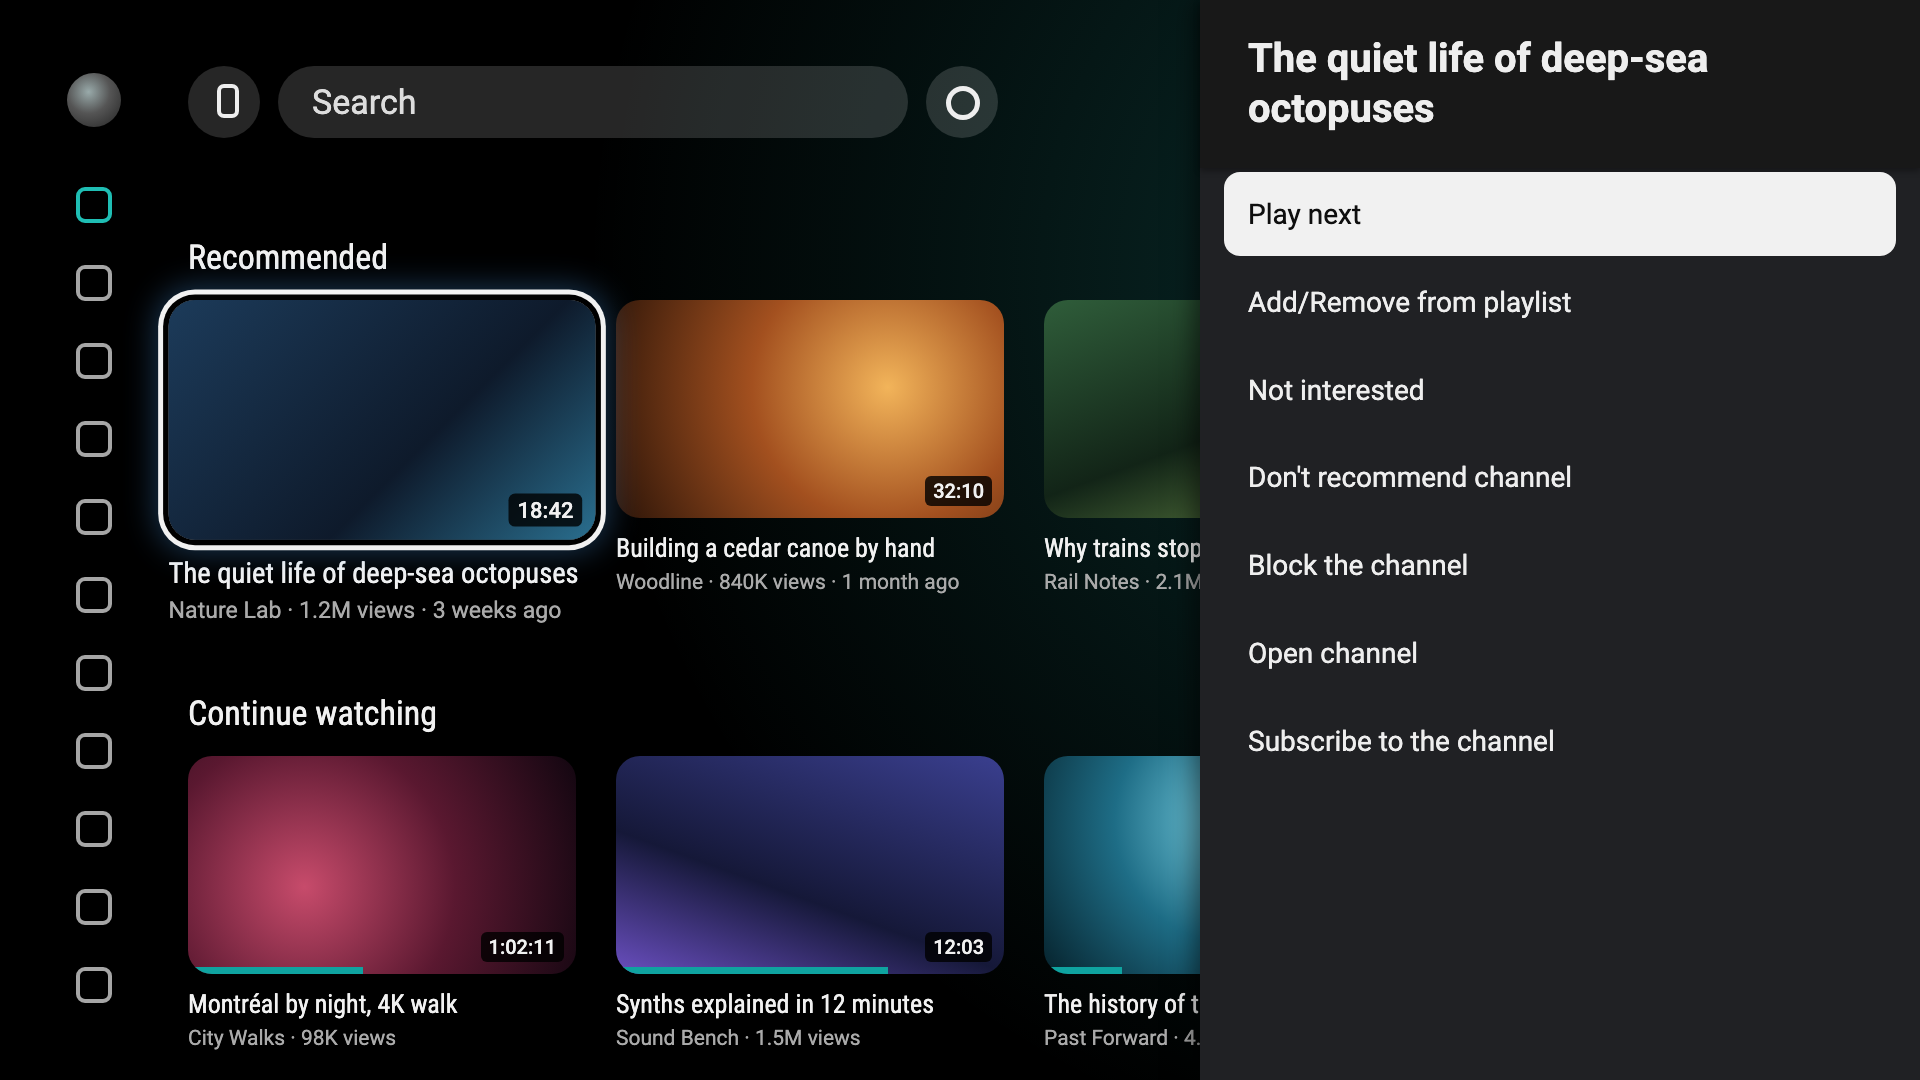 Search
Recommended
18:42
The quiet life of deep-sea octopuses
Nature Lab · 1.2M views · 3 weeks ago
32:10
Building a cedar canoe by hand
Woodline · 840K views · 1 month ago
Why trains stop
Rail Notes · 2.1M
Continue watching
1:02:11
Montréal by night, 4K walk
City Walks · 98K views
12:03
Synths explained in 12 minutes
Sound Bench · 1.5M views
The history of t
Past Forward · 4.
The quiet life of deep-sea
octopuses
Play next
Add/Remove from playlist
Not interested
Don't recommend channel
Block the channel
Open channel
Subscribe to the channel